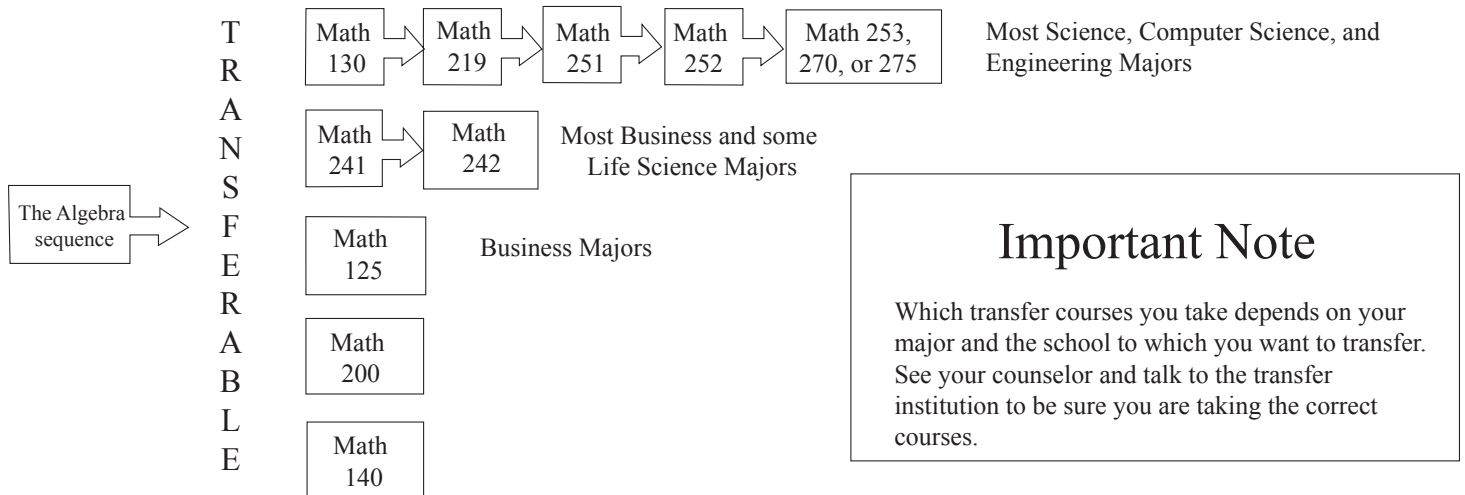 The Algebra
sequence
T
R
A
N
S
F
E
R
A
B
L
E
Math
130
Math
219
Math
251
Math
252
Math 253,
270, or 275
Most Science, Computer Science, and
Engineering Majors
Math
241
Math
242
Most Business and some
Life Science Majors
Math
125
Business Majors
Math
200
Math
140
Important Note
Which transfer courses you take depends on your
major and the school to which you want to transfer.
See your counselor and talk to the transfer
institution to be sure you are taking the correct
courses.